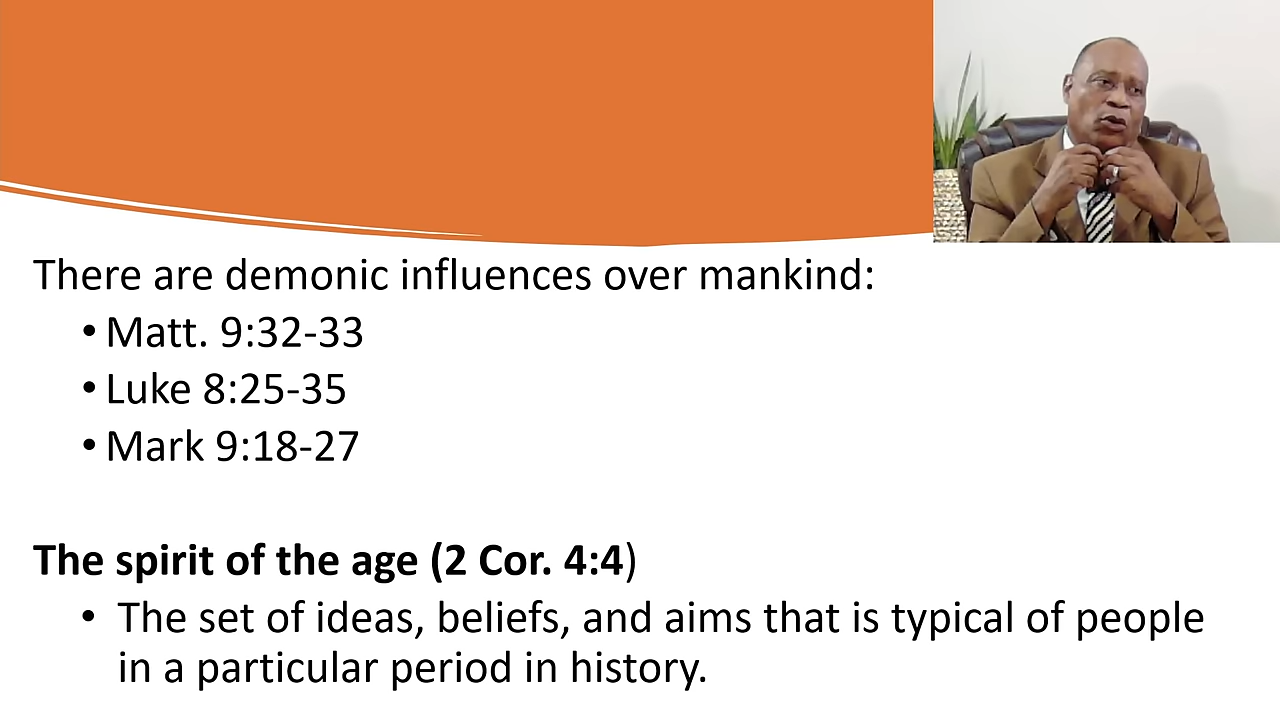 There are demonic influences over mankind:
• Matt. 9:32-33
• Luke 8:25-35
• Mark 9:18-27
The spirit of the age (2 Cor. 4:4)
• The set of ideas, beliefs, and aims that is typical of people
in a particular period in history.